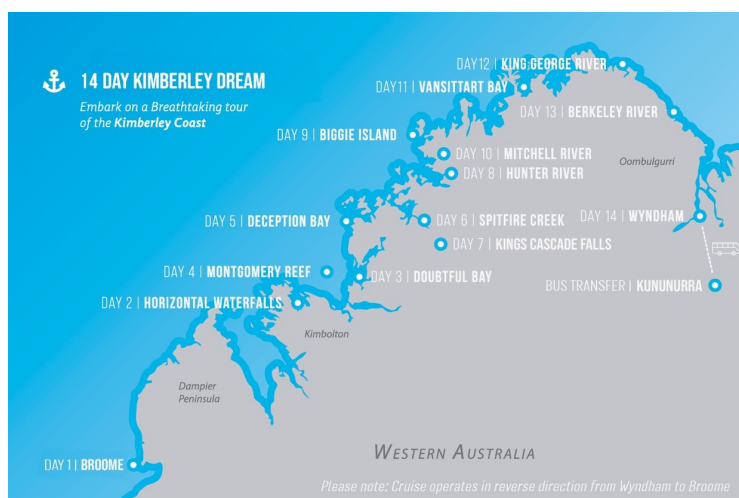 14 DAY KIMBERLEY DREAM
Embark on a Breathtaking tour
of the Kimberley Coast
DAY12 | KING GEORGE RIVER
DAY11 | VANSITTART BAY
DAY 13 | BERKELEY RIVER
DAY 9 | BIGGIE ISLAND
DAY 10 | MITCHELL RIVER
Oombulgurri
DAY 8 | HUNTER RIVER
DAY 5 | DECEPTION BAY
DAY 6 | SPITFIRE CREEK
DAY 14 | WYNDHAM
DAY 7 | KINGS CASCADE FALLS
DAY 4 | MONTGOMERY REEF
DAY 3 | DOUBTFUL BAY
BUS TRANSFER | KUNUNURRA
DAY 2 | HORIZONTAL WATERFALLS
Kimbolton
Dampier
Peninsula
WESTERN AUSTRALIA
DAY 1 | BROOME
Please note: Cruise operates in reverse direction from Wyndham to Broome